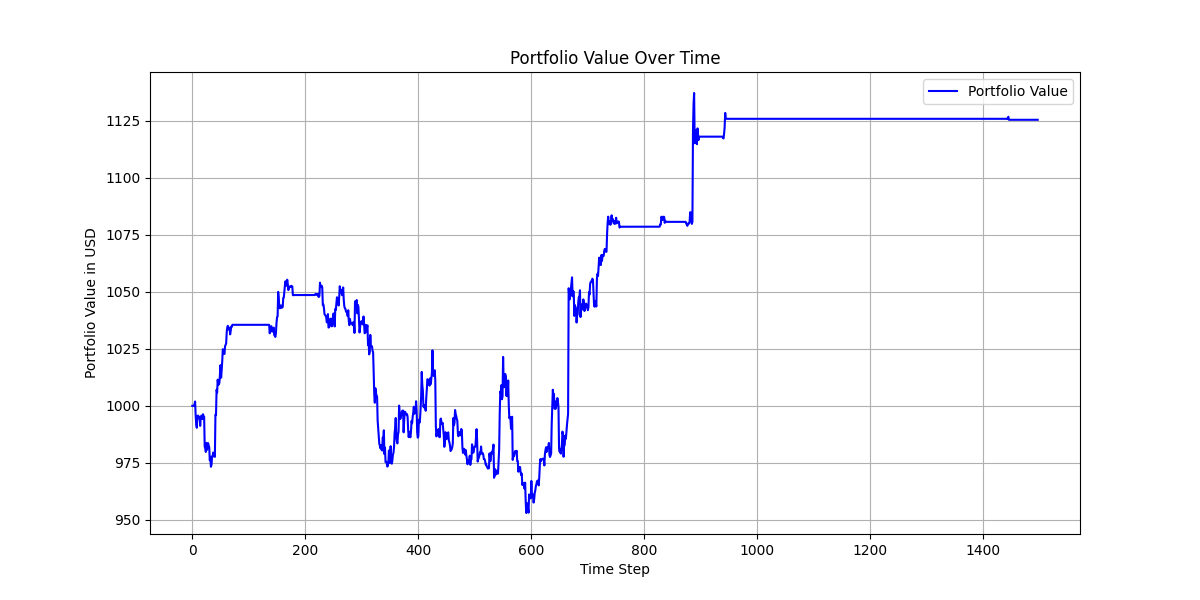 Portfolio Value Over Time
Portfolio Value
Portfolio Value in USD
1125
1100
1075
1050
1025
1000
975
950
0 200 400 600 800 1000 1200 1400
Time Step